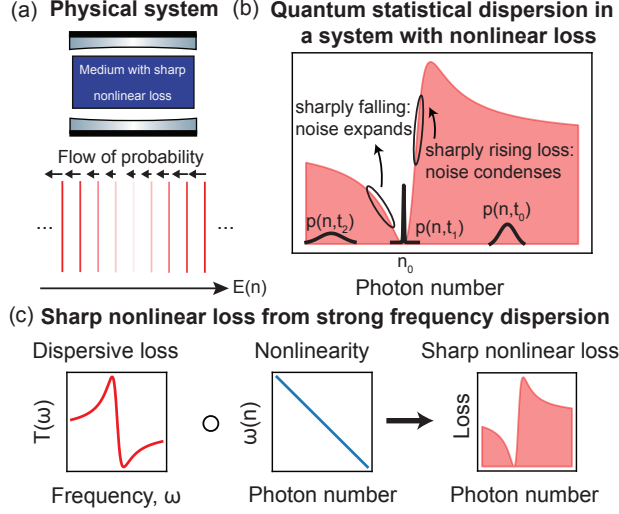 (a) Physical system
Medium with sharp
nonlinear loss
Flow of probability
...
...
E(n)
(b) Quantum statistical dispersion in
a system with nonlinear loss
sharply falling:
noise expands
sharply rising loss:
noise condenses
p(n,t₂)
p(n,t₁)
p(n,t₀)
n₀
Photon number
(c) Sharp nonlinear loss from strong frequency dispersion
Dispersive loss
T(ω)
Frequency, ω
Nonlinearity
ω(n)
Photon number
Sharp nonlinear loss
Loss
Photon number